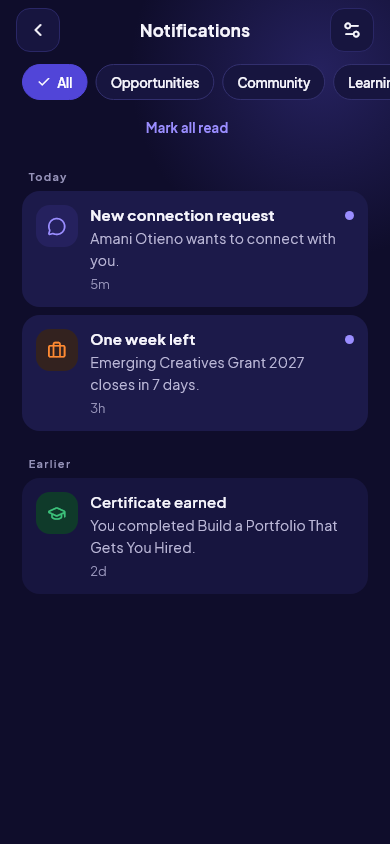 Notifications
All
Opportunities
Community
Mark all read
Today
New connection request
Amani Otieno wants to connect with
you.
5m
One week left
Emerging Creatives Grant 2027
closes in 7 days.
3h
Earlier
Certificate earned
You completed Build a Portfolio That
Gets You Hired.
2d